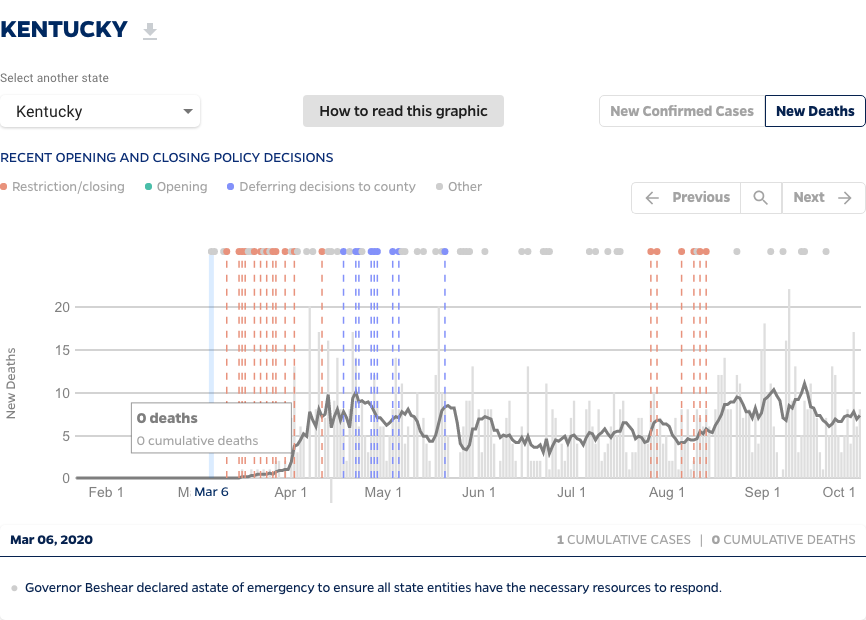 KENTUCKY
Select another state
Kentucky
How to read this graphic
New Confirmed Cases
New Deaths
RECENT OPENING AND CLOSING POLICY DECISIONS
Restriction/closing
Opening
Deferring decisions to county
Other
Previous
Next
New Deaths
20
15
10
5
0
0 deaths
0 cumulative deaths
Feb 1
M
Mar 6
Apr 1
May 1
Jun 1
Jul 1
Aug 1
Sep 1
Oct 1
Mar 06, 2020
1 CUMULATIVE CASES | 0 CUMULATIVE DEATHS
Governor Beshear declared astate of emergency to ensure all state entities have the necessary resources to respond.